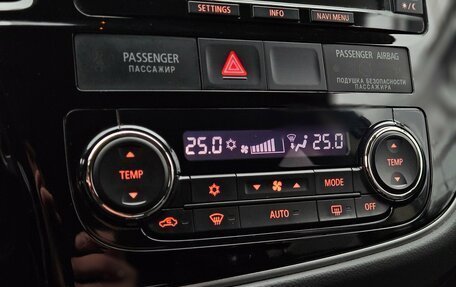 SETTINGS INFO NAVI MENU
PASSENGER
ПАССАЖИР
PASSENGER AIRBAG
ПОДУШКА БЕЗОПАСНОСТИ
ПАССАЖИРА
25.0 25.0
TEMP TEMP
MODE
AUTO OFF